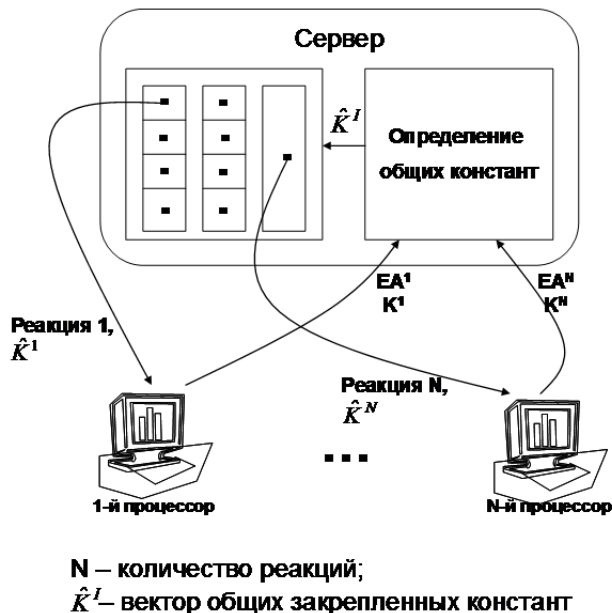 Сервер
K̂ᴵ
Определение
общих констант
EA¹
K¹
EAᴺ
Kᴺ
Реакция 1,
K̂¹
Реакция N,
K̂ᴺ
...
1-й процессор
N-й процессор
N – количество реакций;
K̂ᴵ – вектор общих закрепленных констант